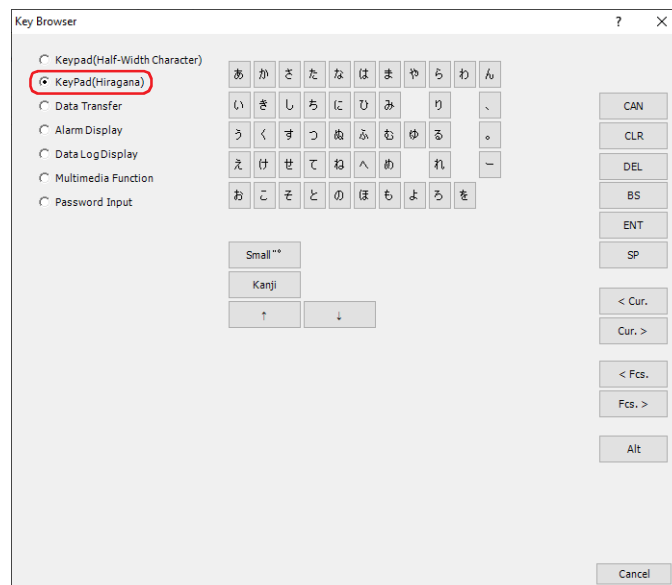 Key Browser ? ×
Keypad(Half-Width Character)
KeyPad(Hiragana)
Data Transfer
Alarm Display
Data Log Display
Multimedia Function
Password Input
あ か さ た な は ま や ら わ ん
い き し ち に ひ み り 、
う く す つ ぬ ふ む ゆ る 。
え け せ て ね へ め れ ー
お こ そ と の ほ も よ ろ を
Small ゛゜
Kanji
↑ ↓
CAN
CLR
DEL
BS
ENT
SP
< Cur.
Cur. >
< Fcs.
Fcs. >
Alt
Cancel